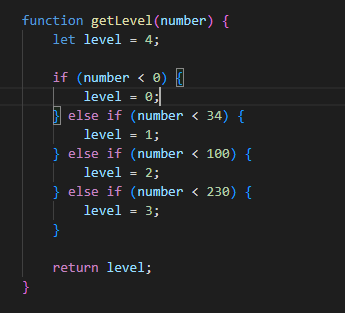 function getLevel(number) {
    let level = 4;

    if (number < 0) {
        level = 0;
    } else if (number < 34) {
        level = 1;
    } else if (number < 100) {
        level = 2;
    } else if (number < 230) {
        level = 3;
    }

    return level;
}